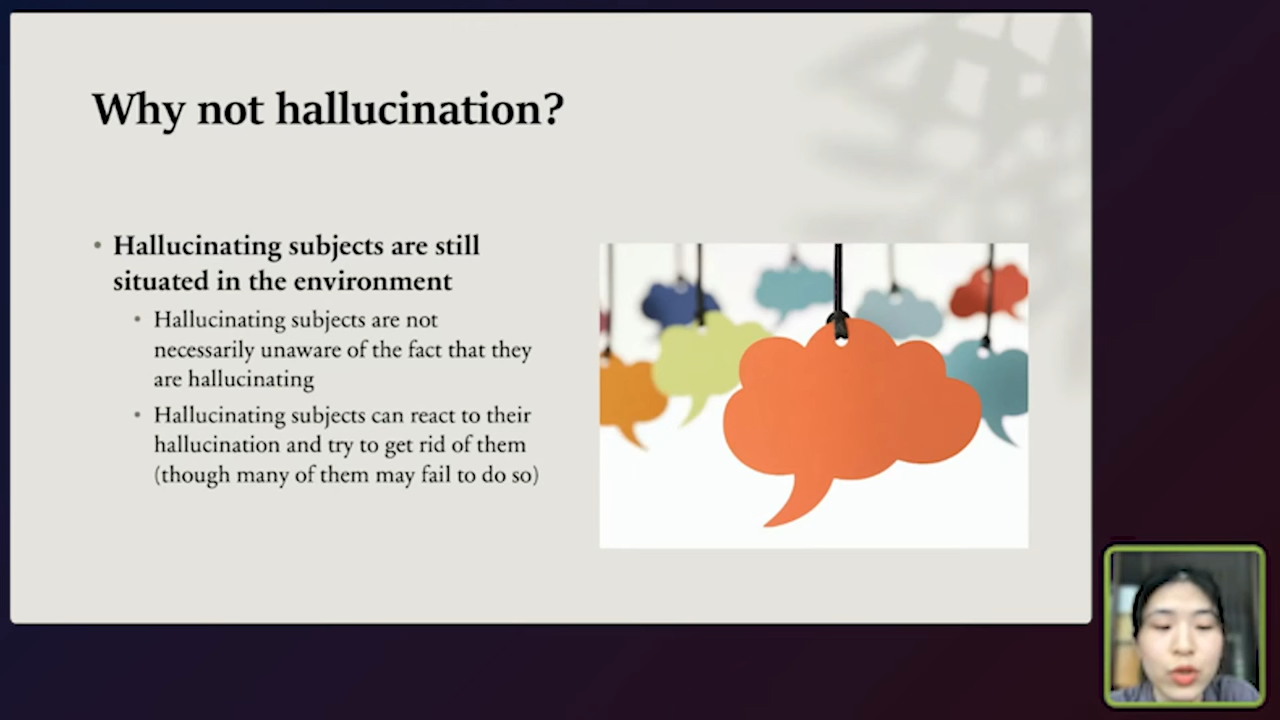 Why not hallucination?
• Hallucinating subjects are still
situated in the environment
• Hallucinating subjects are not
necessarily unaware of the fact that they
are hallucinating
• Hallucinating subjects can react to their
hallucination and try to get rid of them
(though many of them may fail to do so)